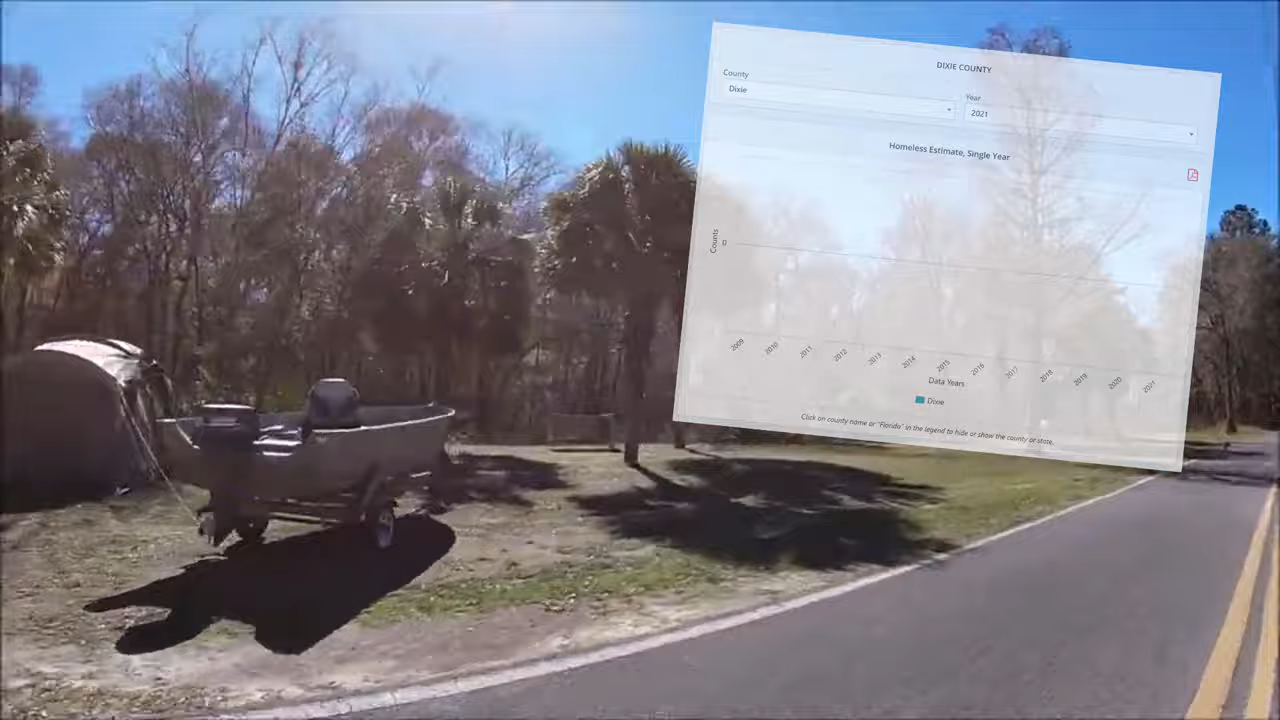 DIXIE COUNTY
County
Dixie
Year
2021
Homeless Estimate, Single Year
Counts
0
2009
2010
2011
2012
2013
2014
2015
2016
2017
2018
2019
2020
2021
Data Years
Dixie
Click on county name or "Florida" in the legend to hide or show the county or state.